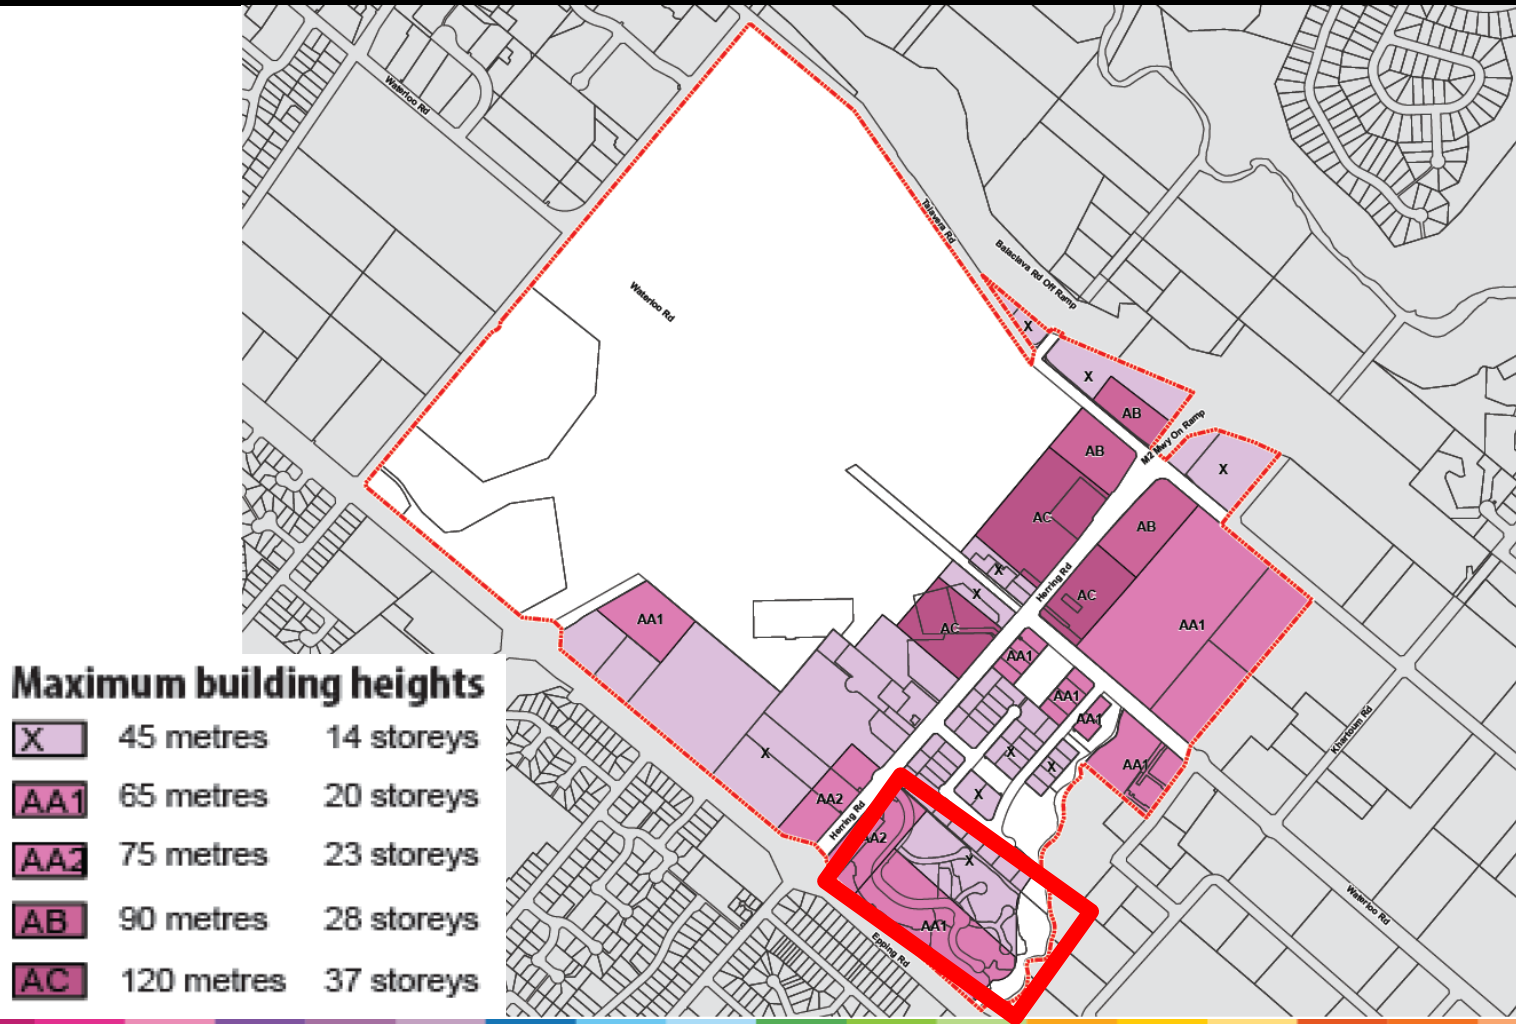 Waterloo Rd
Waterloo Rd
Talavera Rd
Balaclava Rd Off Ramp
X
X
AB
M2 Mwy On Ramp
AB
X
AC
AB
X
Herring Rd
X
AC
AA1
AC
AA1
AA1
AA1
AA1
X
X
X
AA1
X
AA2
Herring Rd
AA2
X
AA1
Epping Rd
Khartoum Rd
Waterloo Rd
Maximum building heights
X 45 metres 14 storeys
AA1 65 metres 20 storeys
AA2 75 metres 23 storeys
AB 90 metres 28 storeys
AC 120 metres 37 storeys